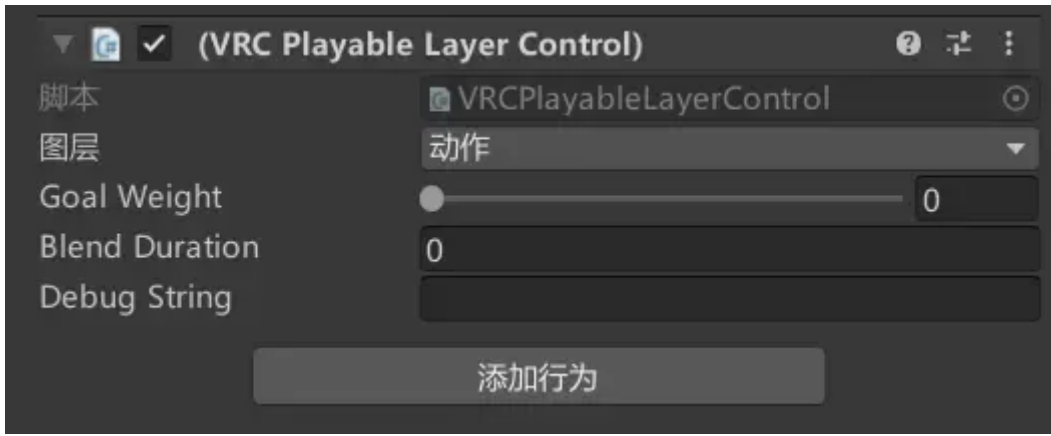 (VRC Playable Layer Control)
脚本 VRCPlayableLayerControl
图层 动作
Goal Weight 0
Blend Duration 0
Debug String
添加行为